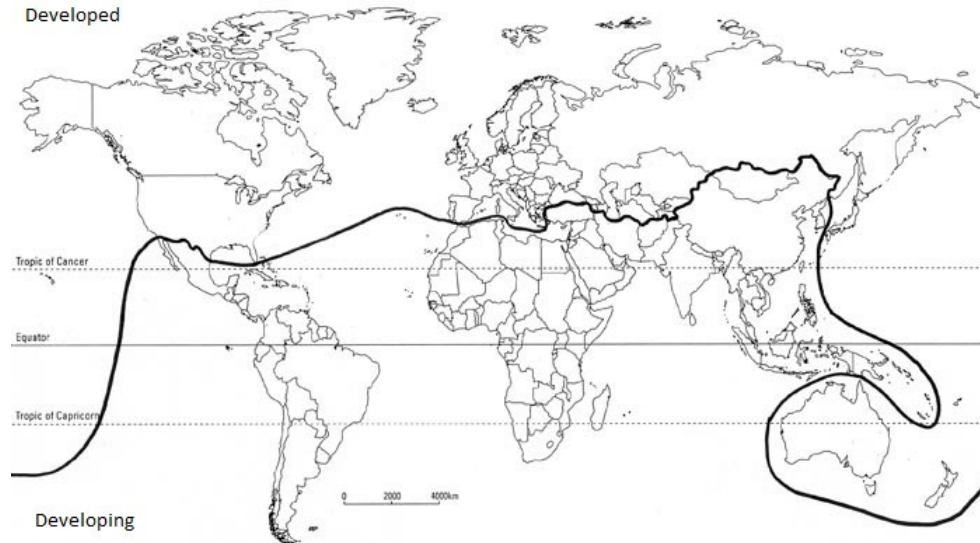 Developed
Tropic of Cancer
Equator
Tropic of Capricorn
0 2000 4000km
Developing